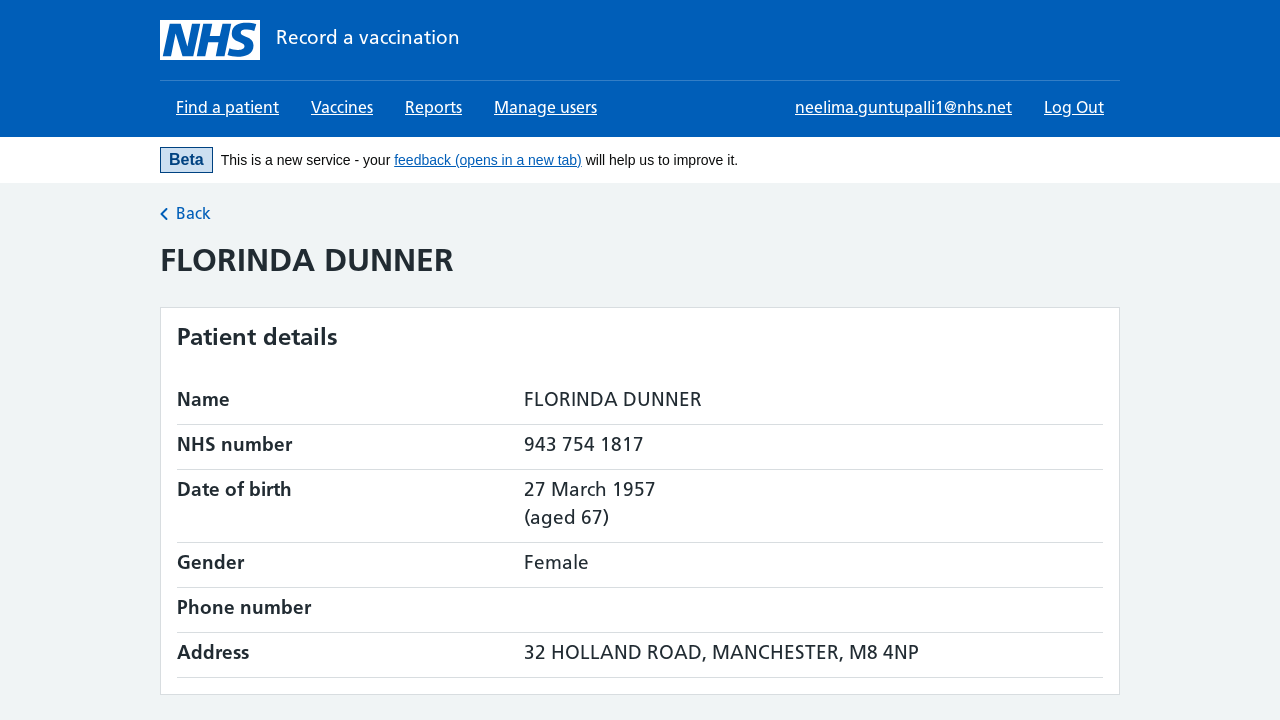 NHS Record a vaccination
Find a patient Vaccines Reports Manage users neelima.guntupalli1@nhs.net Log Out
Beta This is a new service - your feedback (opens in a new tab) will help us to improve it.
Back
FLORINDA DUNNER
Patient details
Name FLORINDA DUNNER
NHS number 943 754 1817
Date of birth 27 March 1957
(aged 67)
Gender Female
Phone number
Address 32 HOLLAND ROAD, MANCHESTER, M8 4NP